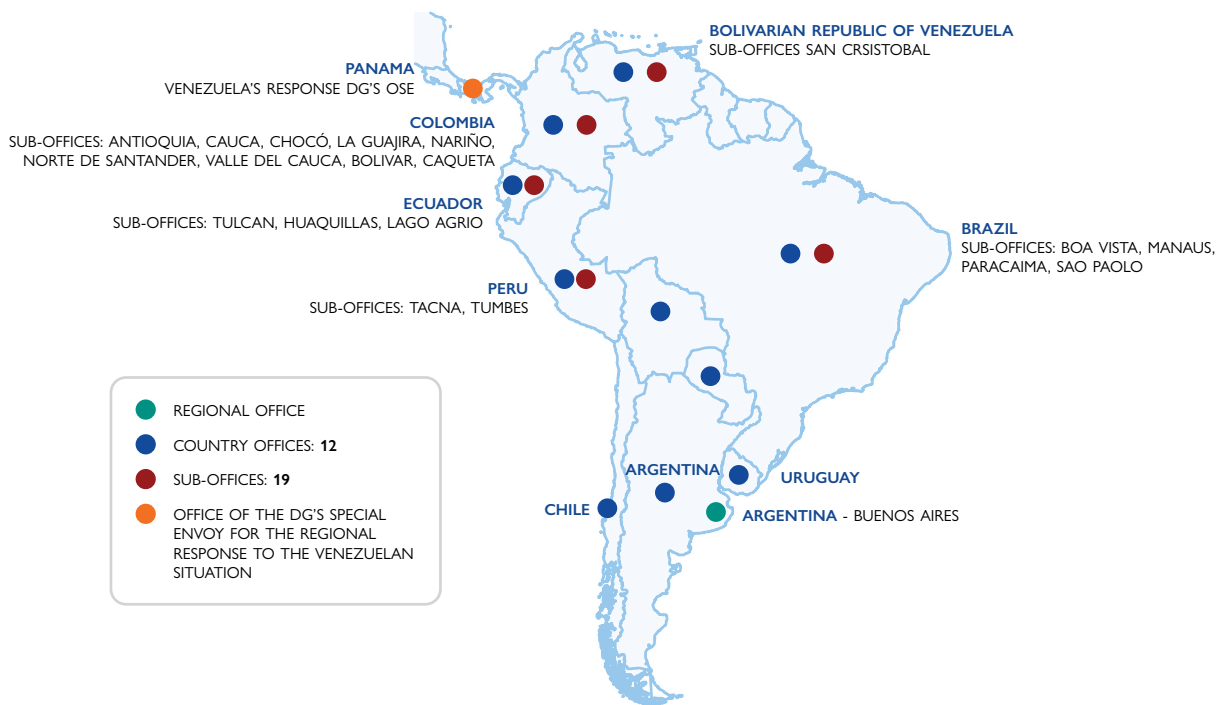 BOLIVARIAN REPUBLIC OF VENEZUELA
SUB-OFFICES SAN CRSISTOBAL
PANAMA
VENEZUELA'S RESPONSE DG'S OSE
COLOMBIA
SUB-OFFICES: ANTIOQUIA, CAUCA, CHOCÓ, LA GUAJIRA, NARIÑO,
NORTE DE SANTANDER, VALLE DEL CAUCA, BOLIVAR, CAQUETA
ECUADOR
SUB-OFFICES: TULCAN, HUAQUILLAS, LAGO AGRIO
BRAZIL
SUB-OFFICES: BOA VISTA, MANAUS,
PARACAIMA, SAO PAOLO
PERU
SUB-OFFICES: TACNA, TUMBES
REGIONAL OFFICE
COUNTRY OFFICES: 12
SUB-OFFICES: 19
OFFICE OF THE DG'S SPECIAL
ENVOY FOR THE REGIONAL
RESPONSE TO THE VENEZUELAN
SITUATION
ARGENTINA
URUGUAY
CHILE
ARGENTINA - BUENOS AIRES